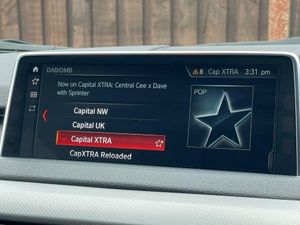 DAB/DMB
8
Cap XTRA
3:31 pm
Now on Capital XTRA: Central Cee x Dave
with Sprinter
POP
Capital NW
Capital UK
Capital XTRA
CapXTRA Reloaded